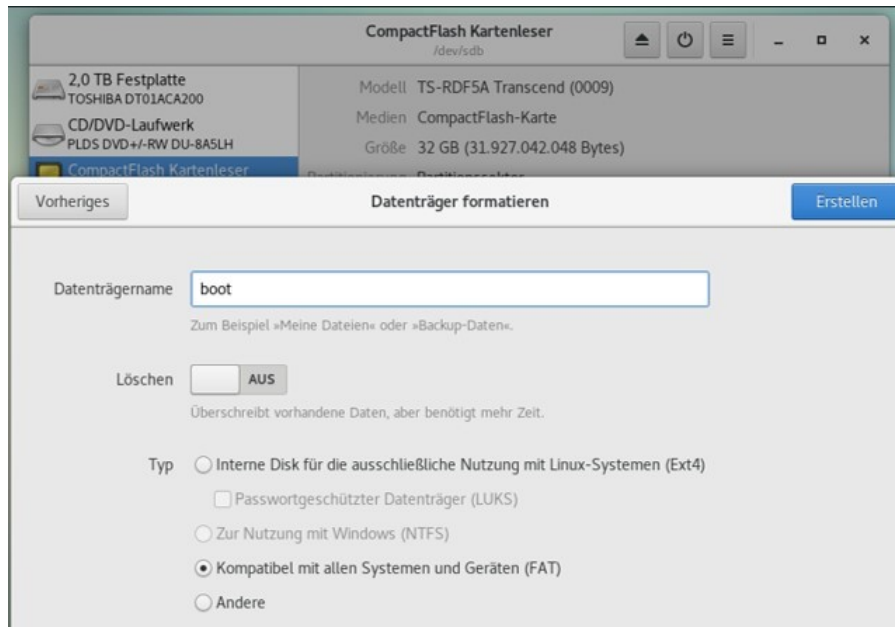 CompactFlash Kartenleser
/dev/sdb
2,0 TB Festplatte
TOSHIBA DT01ACA200
CD/DVD-Laufwerk
PLDS DVD+/-RW DU-8A5LH
CompactFlash Kartenleser
Modell TS-RDF5A Transcend (0009)
Medien CompactFlash-Karte
Größe 32 GB (31.927.042.048 Bytes)
Partitionierung Partitionssektor
Vorheriges
Datenträger formatieren
Erstellen
Datenträgername boot
Zum Beispiel »Meine Dateien« oder »Backup-Daten«.
Löschen AUS
Überschreibt vorhandene Daten, aber benötigt mehr Zeit.
Typ Interne Disk für die ausschließliche Nutzung mit Linux-Systemen (Ext4)
Passwortgeschützter Datenträger (LUKS)
Zur Nutzung mit Windows (NTFS)
Kompatibel mit allen Systemen und Geräten (FAT)
Andere